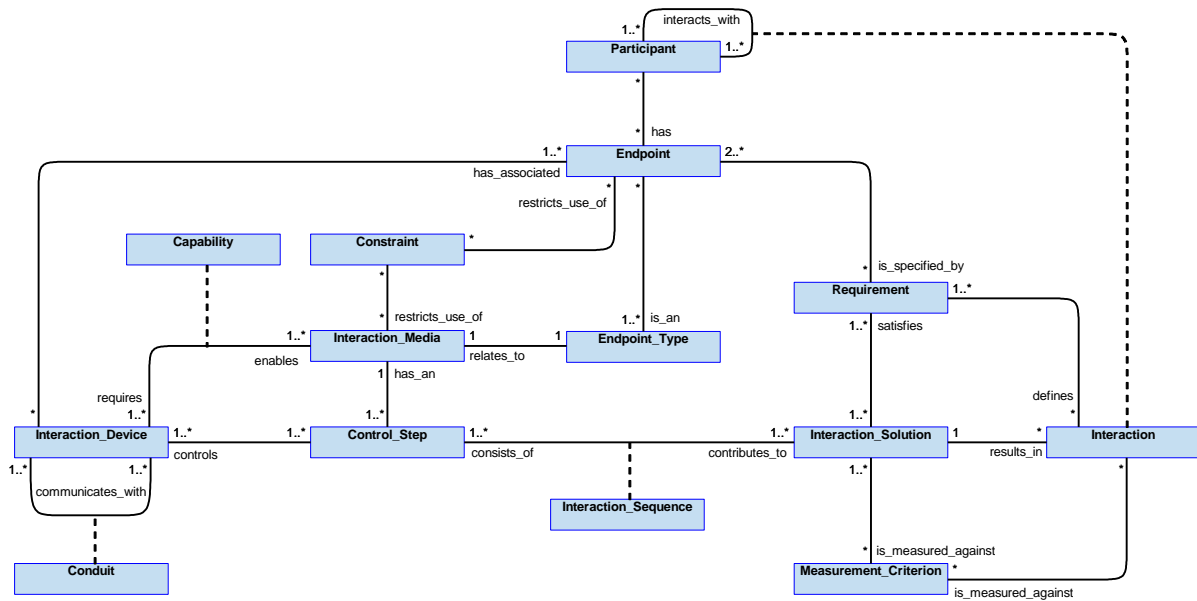 interacts_with
1..*
Participant
1..*
*
* has
1..* Endpoint 2..*
has_associated
* *
restricts_use_of
Capability Constraint *
* is_specified_by
* Requirement 1..*
* restricts_use_of 1..* is_an 1..* satisfies
1..* Interaction_Media 1 1 Endpoint_Type
enables relates_to
1 has_an
requires defines
* 1..* 1..* 1..* *
Interaction_Device 1..* 1..* Control_Step 1..* 1..* Interaction_Solution 1 * Interaction
controls consists_of contributes_to results_in
1..* 1..* 1..* *
communicates_with
Interaction_Sequence
* is_measured_against
Conduit Measurement_Criterion *
is_measured_against